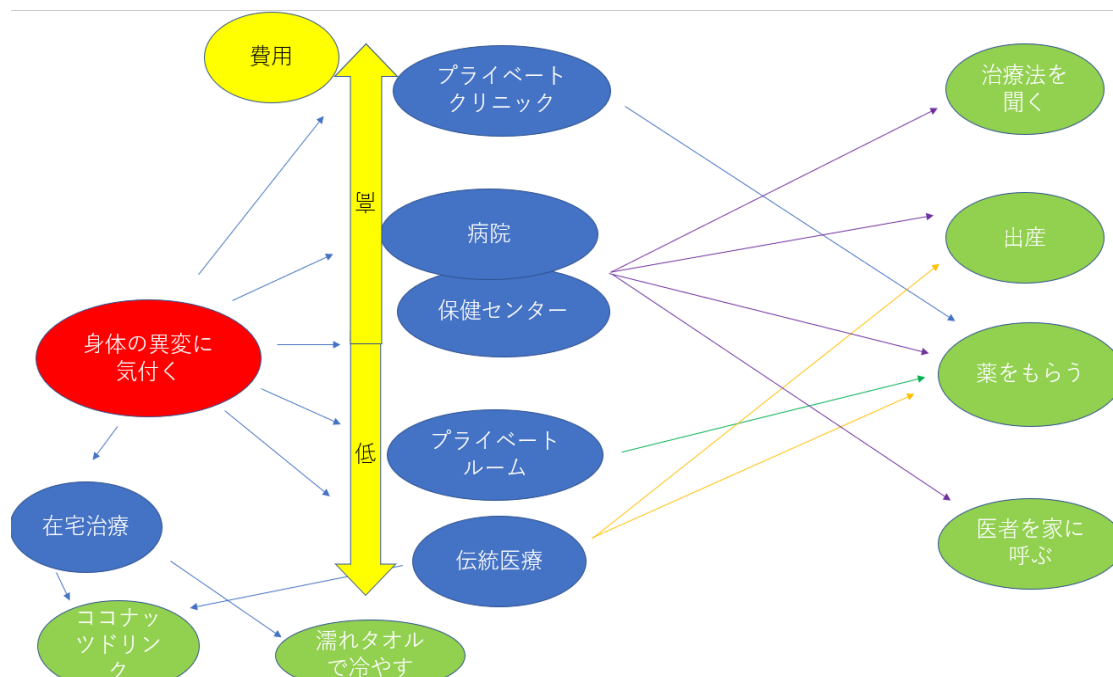 費用
プライベート
クリニック
治療法を
聞く
高
病院
出産
保健センター
身体の異変に
気付く
薬をもらう
低
プライベート
ルーム
在宅治療
伝統医療
医者を家に
呼ぶ
ココナッ
ツドリン
ク
濡れタオル
で冷やす